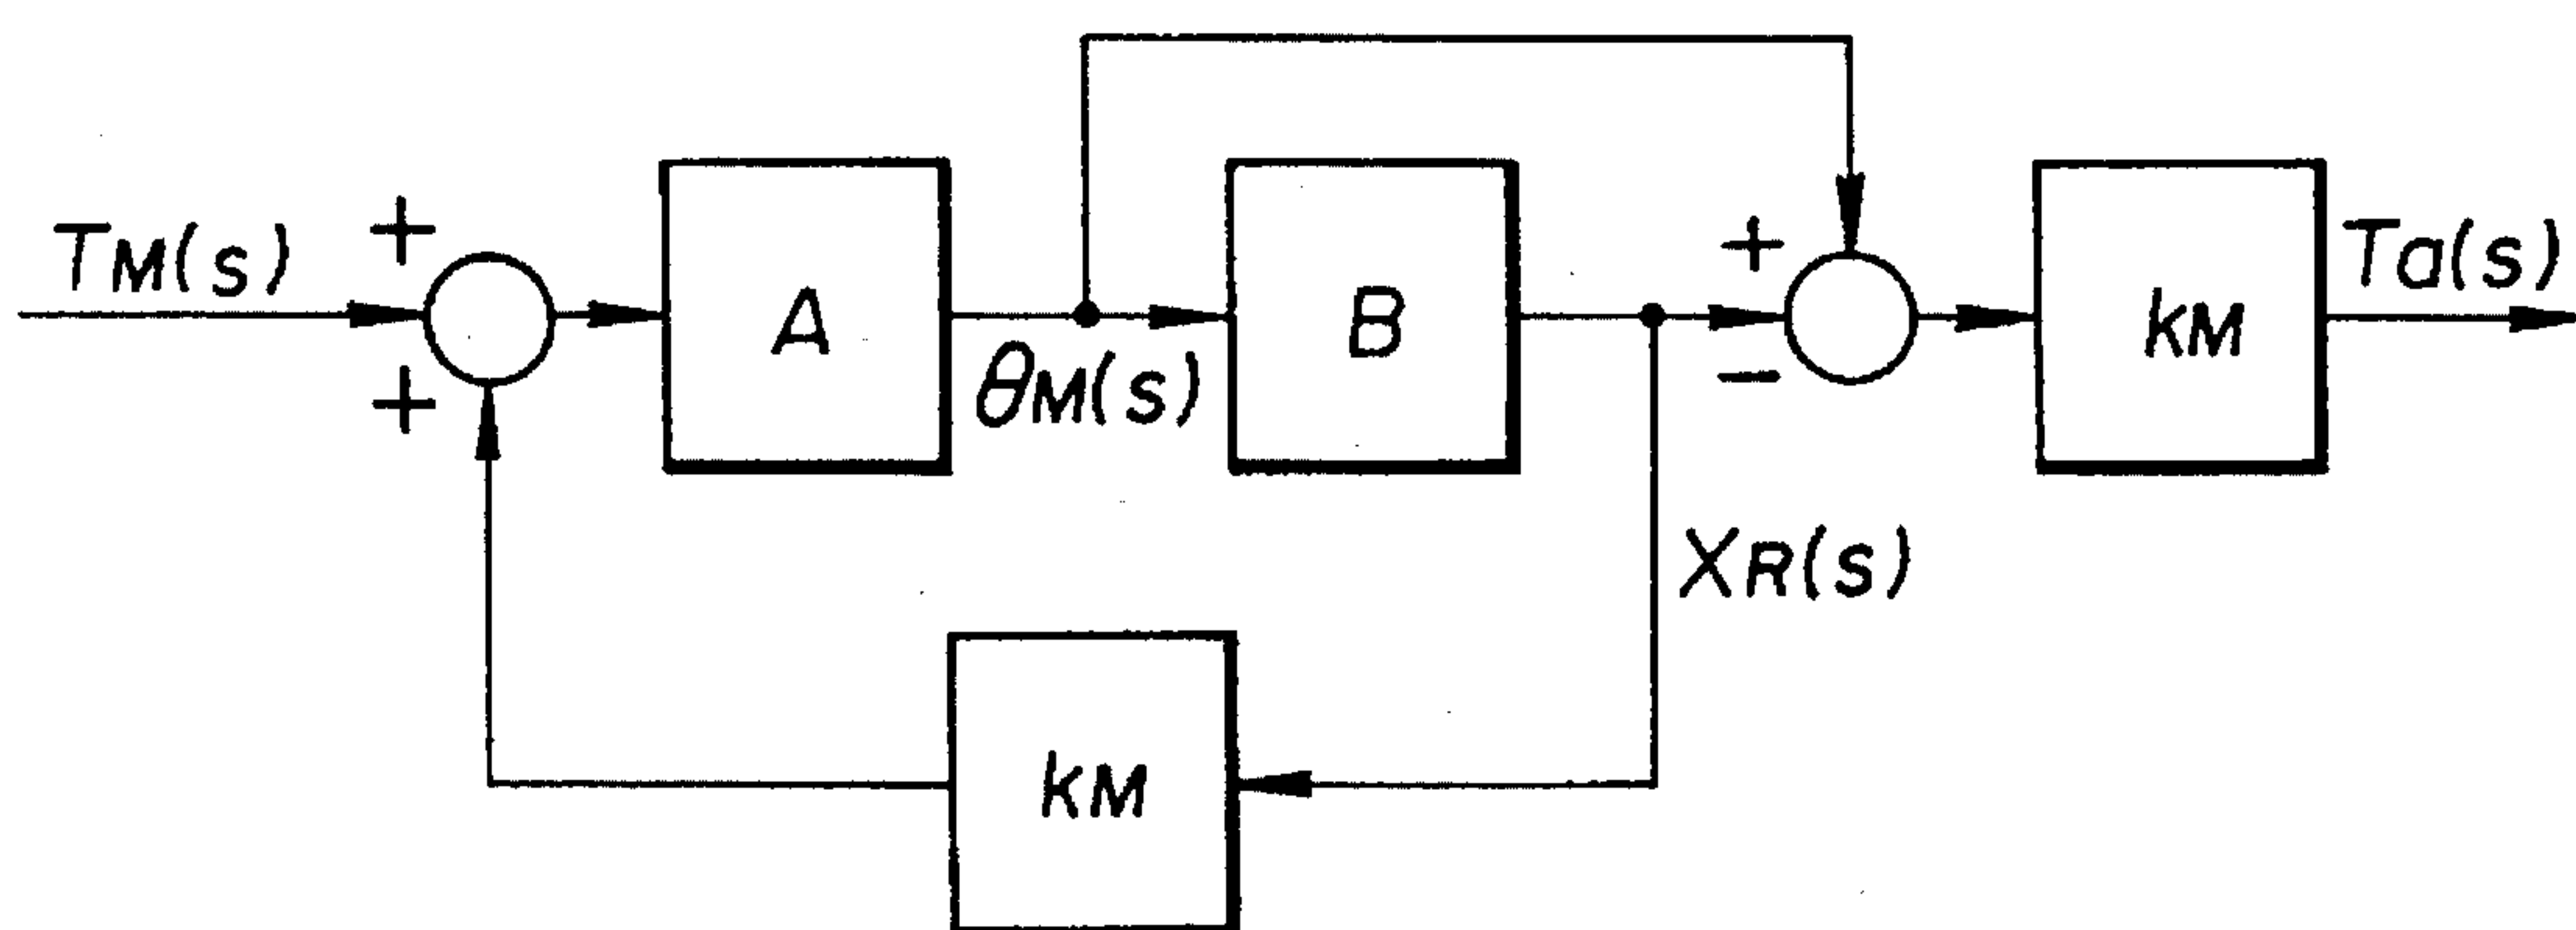 TM(s)
+
+
A
θM(s)
B
+
−
kM
Ta(s)
XR(s)
kM